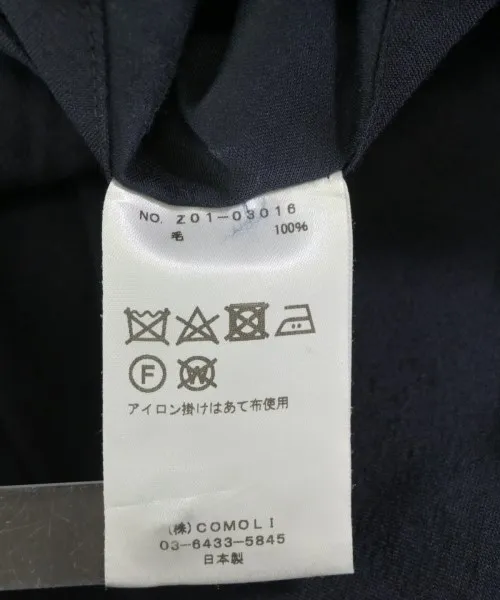 NO. Z01-03016
毛 100%
F W
アイロン掛けはあて布使用
(株) COMOLI
03-6433-5845
日本製